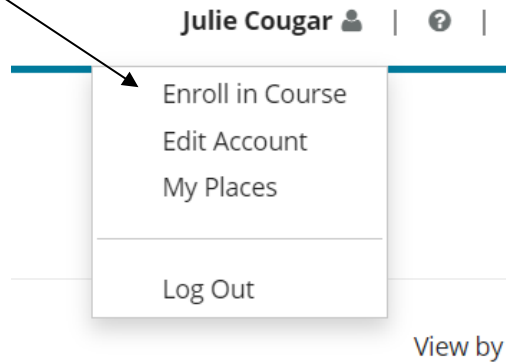 Julie Cougar | ? |
Enroll in Course
Edit Account
My Places
Log Out
View by